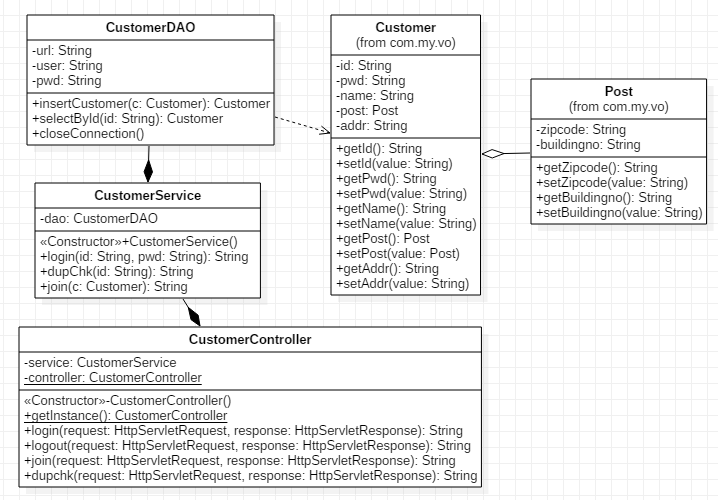 CustomerDAO
-url: String
-user: String
-pwd: String
+insertCustomer(c: Customer): Customer
+selectById(id: String): Customer
+closeConnection()
Customer
(from com.my.vo)
-id: String
-pwd: String
-name: String
-post: Post
-addr: String
+getId(): String
+setId(value: String)
+getPwd(): String
+setPwd(value: String)
+getName(): String
+setName(value: String)
+getPost(): Post
+setPost(value: Post)
+getAddr(): String
+setAddr(value: String)
Post
(from com.my.vo)
-zipcode: String
-buildingno: String
+getZipcode(): String
+setZipcode(value: String)
+getBuildingno(): String
+setBuildingno(value: String)
CustomerService
-dao: CustomerDAO
«Constructor»+CustomerService()
+login(id: String, pwd: String): String
+dupChk(id: String): String
+join(c: Customer): String
CustomerController
-service: CustomerService
-controller: CustomerController
«Constructor»-CustomerController()
+getInstance(): CustomerController
+login(request: HttpServletRequest, response: HttpServletResponse): String
+logout(request: HttpServletRequest, response: HttpServletResponse): String
+join(request: HttpServletRequest, response: HttpServletResponse): String
+dupchk(request: HttpServletRequest, response: HttpServletResponse): String